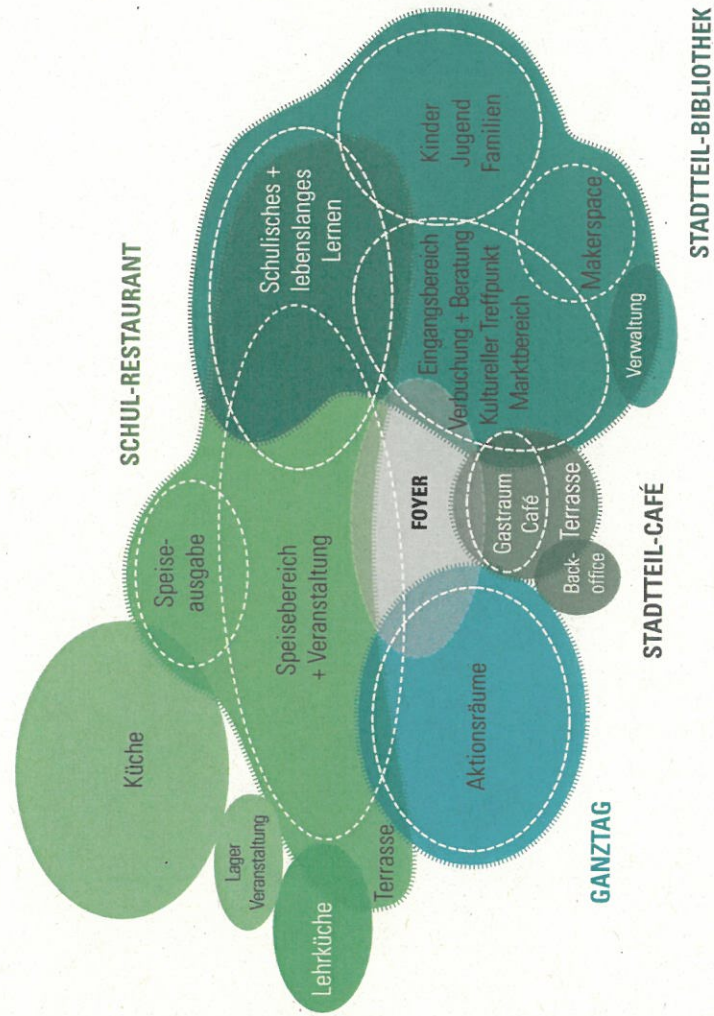 SCHUL-RESTAURANT
Küche
Speise-
ausgabe
Lager
Veranstaltung
Lehrküche
Terrasse
Speisebereich
+ Veranstaltung
Schulisches +
lebenslanges
Lernen
Kinder
Jugend
Familien
Eingangsbereich
Verbuchung + Beratung
Kultureller Treffpunkt
Marktbereich
Makerspace
Verwaltung
STADTTEIL-BIBLIOTHEK
FOYER
Gastraum
Café
Terrasse
Back-
office
STADTTEIL-CAFÉ
Aktionsräume
GANZTAG